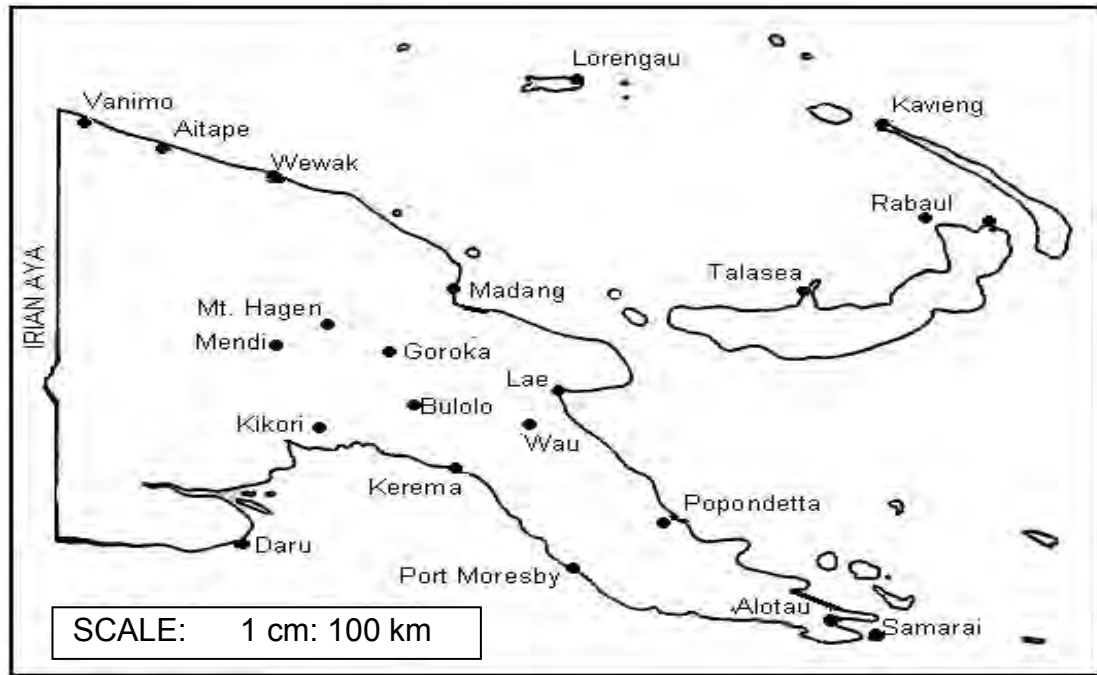 Lorengau
Vanimo
Kavieng
Aitape
Wewak
Rabaul
IRIAN AYA
Talasea
Madang
Mt. Hagen
Mendi
Goroka
Lae
Bulolo
Kikori
Wau
Kerema
Popondetta
Daru
Port Moresby
Alotau
Samarai
SCALE: 1 cm: 100 km